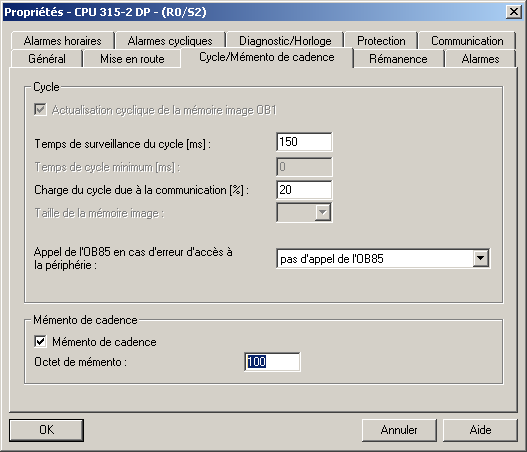 Propriétés - CPU 315-2 DP - (R0/S2)
Alarmes horaires Alarmes cycliques Diagnostic/Horloge Protection Communication
Général Mise en route Cycle/Mémento de cadence Rémanence Alarmes
Cycle
Actualisation cyclique de la mémoire image OB1
Temps de surveillance du cycle [ms] : 150
Temps de cycle minimum [ms] : 0
Charge du cycle due à la communication [%] : 20
Taille de la mémoire image :
Appel de l'OB85 en cas d'erreur d'accès à
la périphérie : pas d'appel de l'OB85
Mémento de cadence
Mémento de cadence
Octet de mémento : 100
OK Annuler Aide